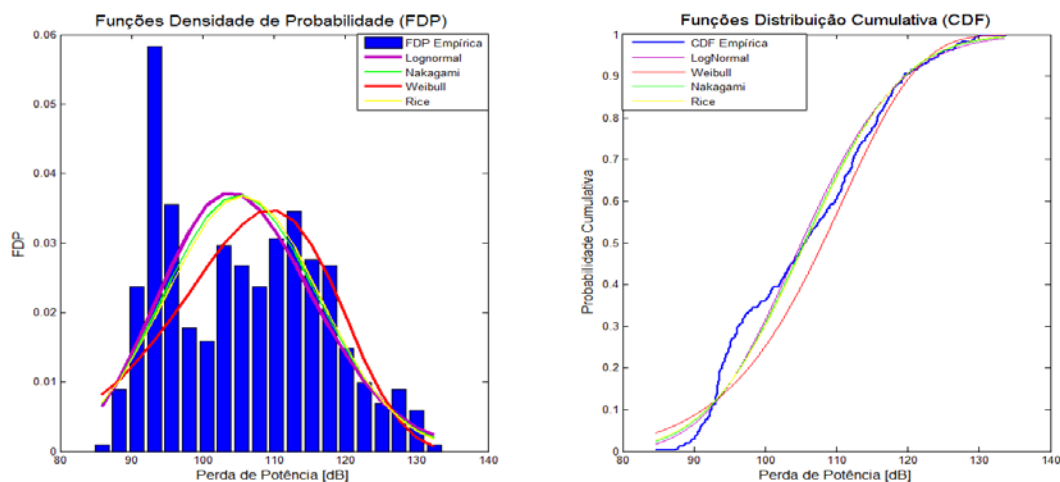 Funções Densidade de Probabilidade (FDP)
0.06
0.05
0.04
0.03
0.02
0.01
0
FDP
FDP Empírica
Lognormal
Nakagami
Weibull
Rice
80 90 100 110 120 130 140
Perda de Potência [dB]
Funções Distribuição Cumulativa (CDF)
1
0.9
0.8
0.7
0.6
0.5
0.4
0.3
0.2
0.1
0
Probabilidade Cumulativa
CDF Empírica
LogNormal
Weibull
Nakagami
Rice
80 90 100 110 120 130 140
Perda de Potência [dB]